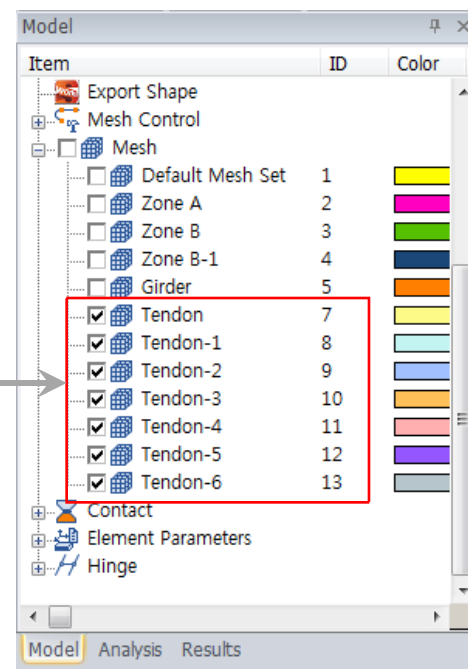 Model
Item ID Color
Export Shape
Mesh Control
Mesh
Default Mesh Set 1
Zone A 2
Zone B 3
Zone B-1 4
Girder 5
Tendon 7
Tendon-1 8
Tendon-2 9
Tendon-3 10
Tendon-4 11
Tendon-5 12
Tendon-6 13
Contact
Element Parameters
Hinge
Model Analysis Results